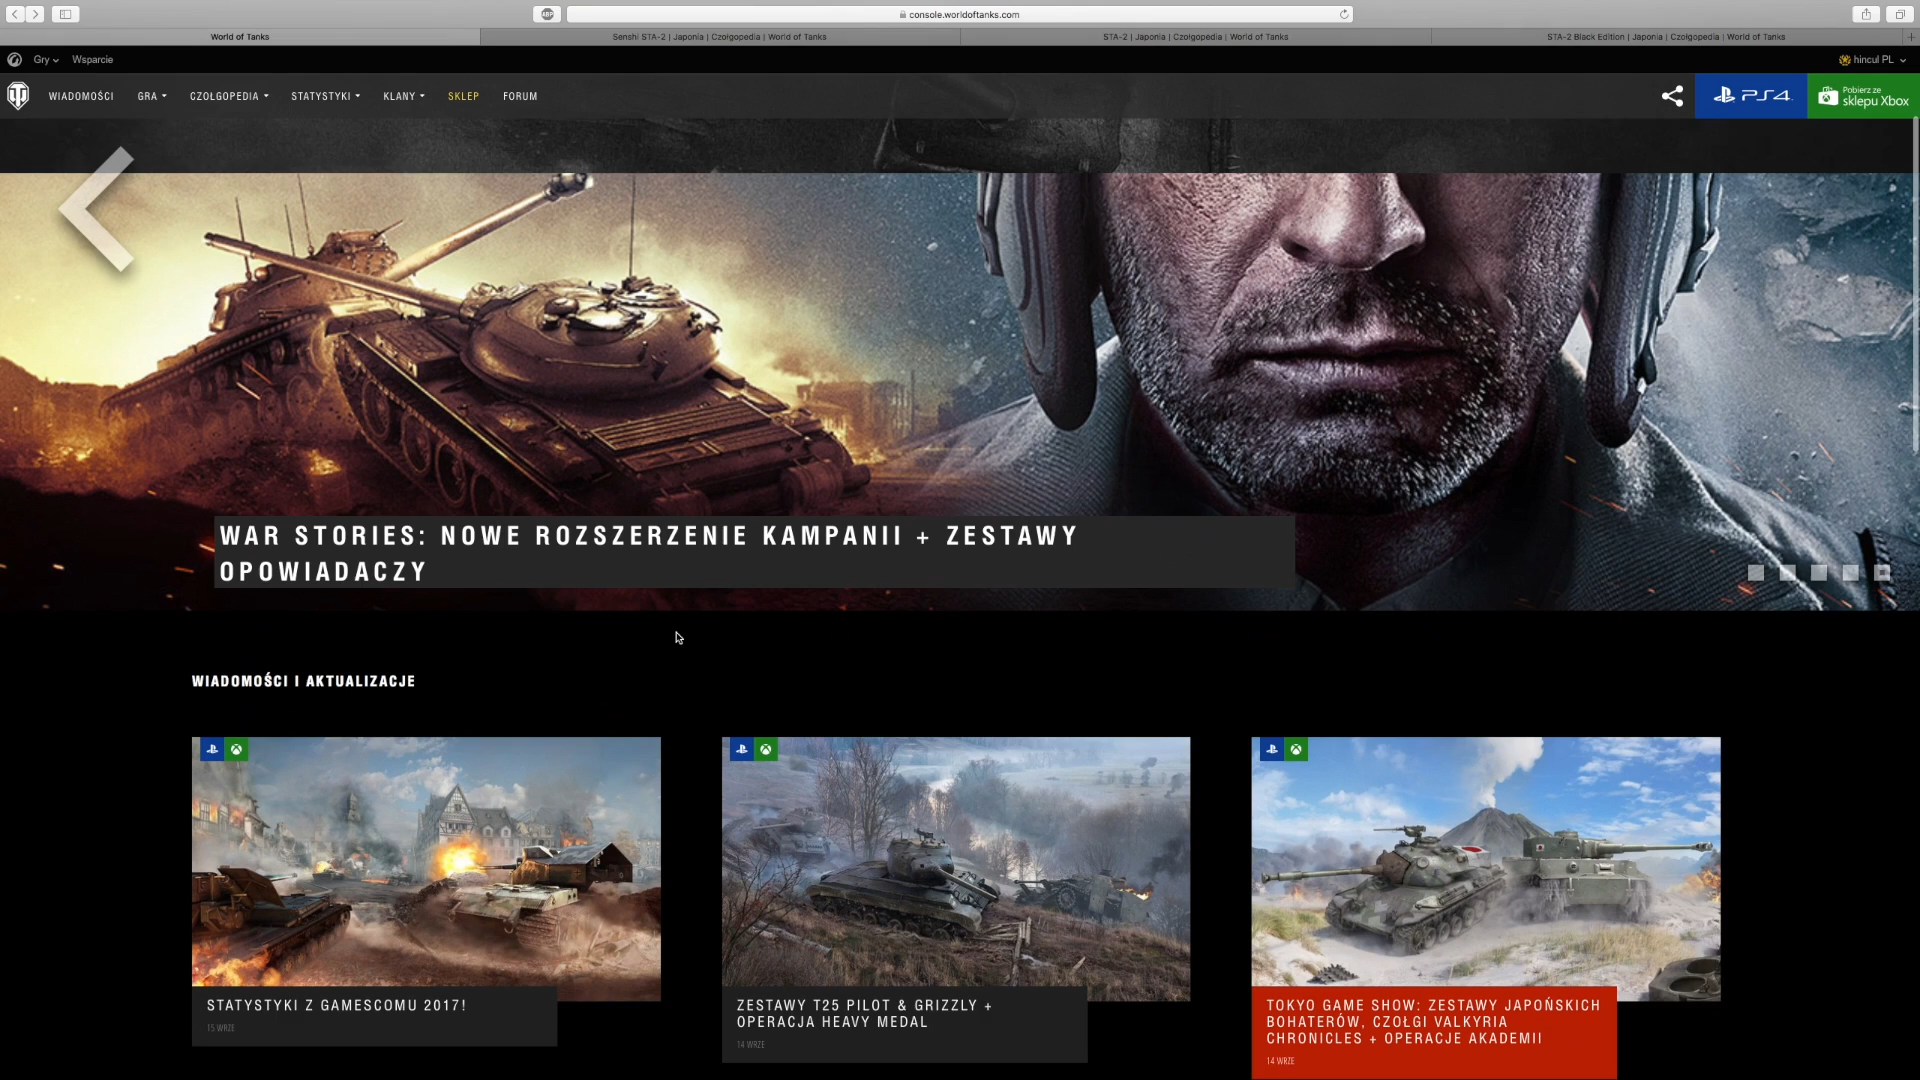 ABP
console.worldoftanks.com
World of Tanks
Senshi STA-2 | Japonia | Czołgopedia | World of Tanks
STA-2 | Japonia | Czołgopedia | World of Tanks
STA-2 Black Edition | Japonia | Czołgopedia | World of Tanks
Gry
Wsparcie
hincul PL
WIADOMOŚCI
GRA
CZOŁGOPEDIA
STATYSTYKI
KLANY
SKLEP
FORUM
PS4
Pobierz ze
sklepu Xbox
WAR STORIES: NOWE ROZSZERZENIE KAMPANII + ZESTAWY
OPOWIADACZY
WIADOMOŚCI I AKTUALIZACJE
STATYSTYKI Z GAMESCOMU 2017!
15 WRZE
ZESTAWY T25 PILOT & GRIZZLY +
OPERACJA HEAVY MEDAL
14 WRZE
TOKYO GAME SHOW: ZESTAWY JAPOŃSKICH
BOHATERÓW, CZOŁGI VALKYRIA
CHRONICLES + OPERACJE AKADEMII
14 WRZE